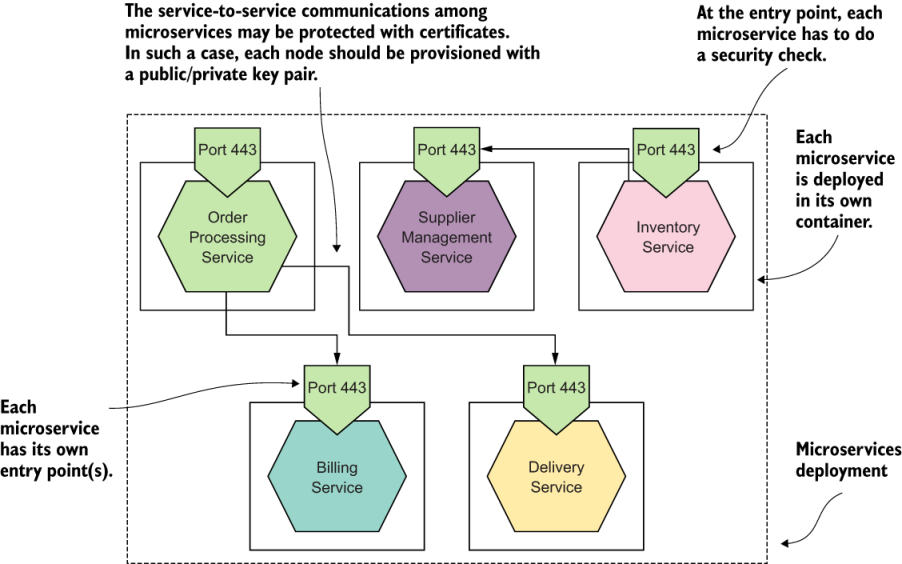 The service-to-service communications among
microservices may be protected with certificates.
In such a case, each node should be provisioned with
a public/private key pair.
At the entry point, each
microservice has to do
a security check.
Port 443
Port 443
Port 443
Each
microservice
is deployed
in its own
container.
Order
Processing
Service
Supplier
Management
Service
Inventory
Service
Port 443
Port 443
Each
microservice
has its own
entry point(s).
Billing
Service
Delivery
Service
Microservices
deployment